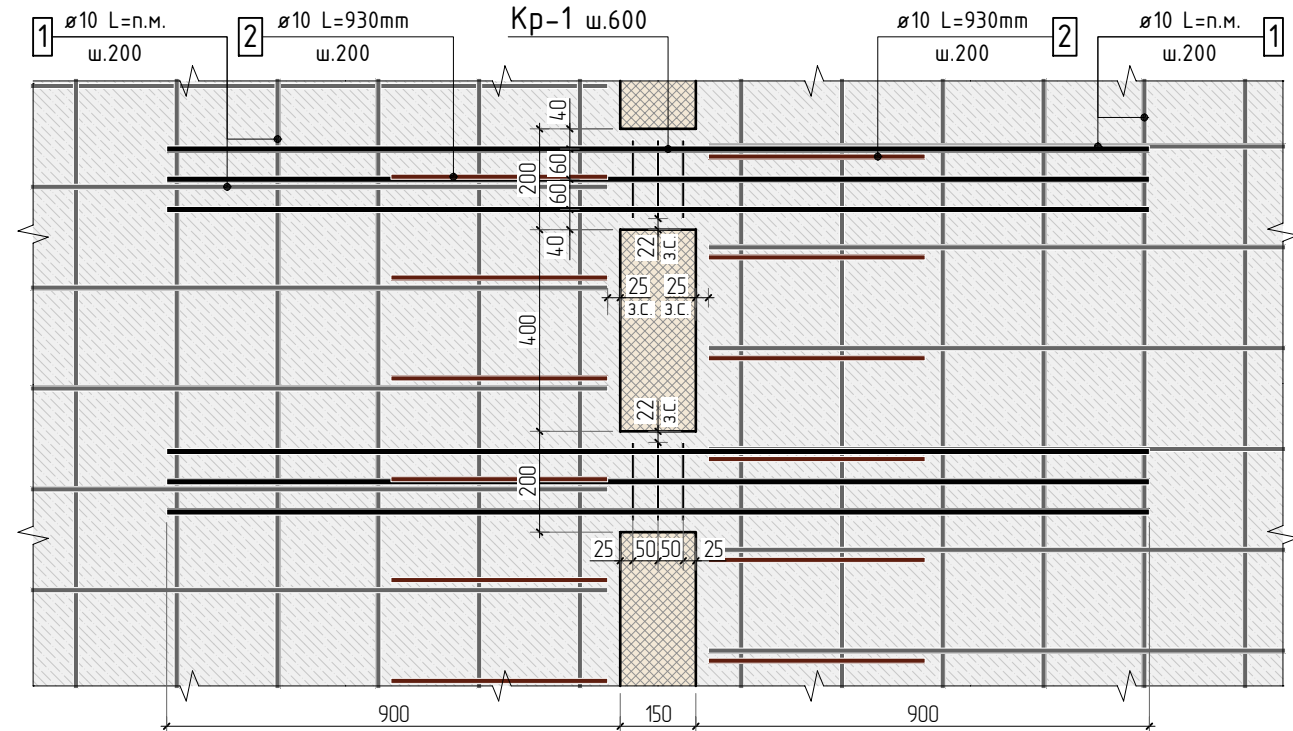 1 ø10 L=п.м. ш.200
2 ø10 L=930mm ш.200
Кр-1 ш.600
ø10 L=930mm ш.200 2
ø10 L=п.м. ш.200 1
40
200
60
60
40
22 з.с.
25 25
з.с. з.с.
400
22 з.с.
200
25 50 50 25
900 150 900